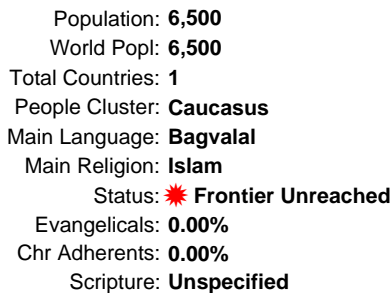 Population: 6,500
World Popl: 6,500
Total Countries: 1
People Cluster: Caucasus
Main Language: Bagvalal
Main Religion: Islam
Status: Frontier Unreached
Evangelicals: 0.00%
Chr Adherents: 0.00%
Scripture: Unspecified